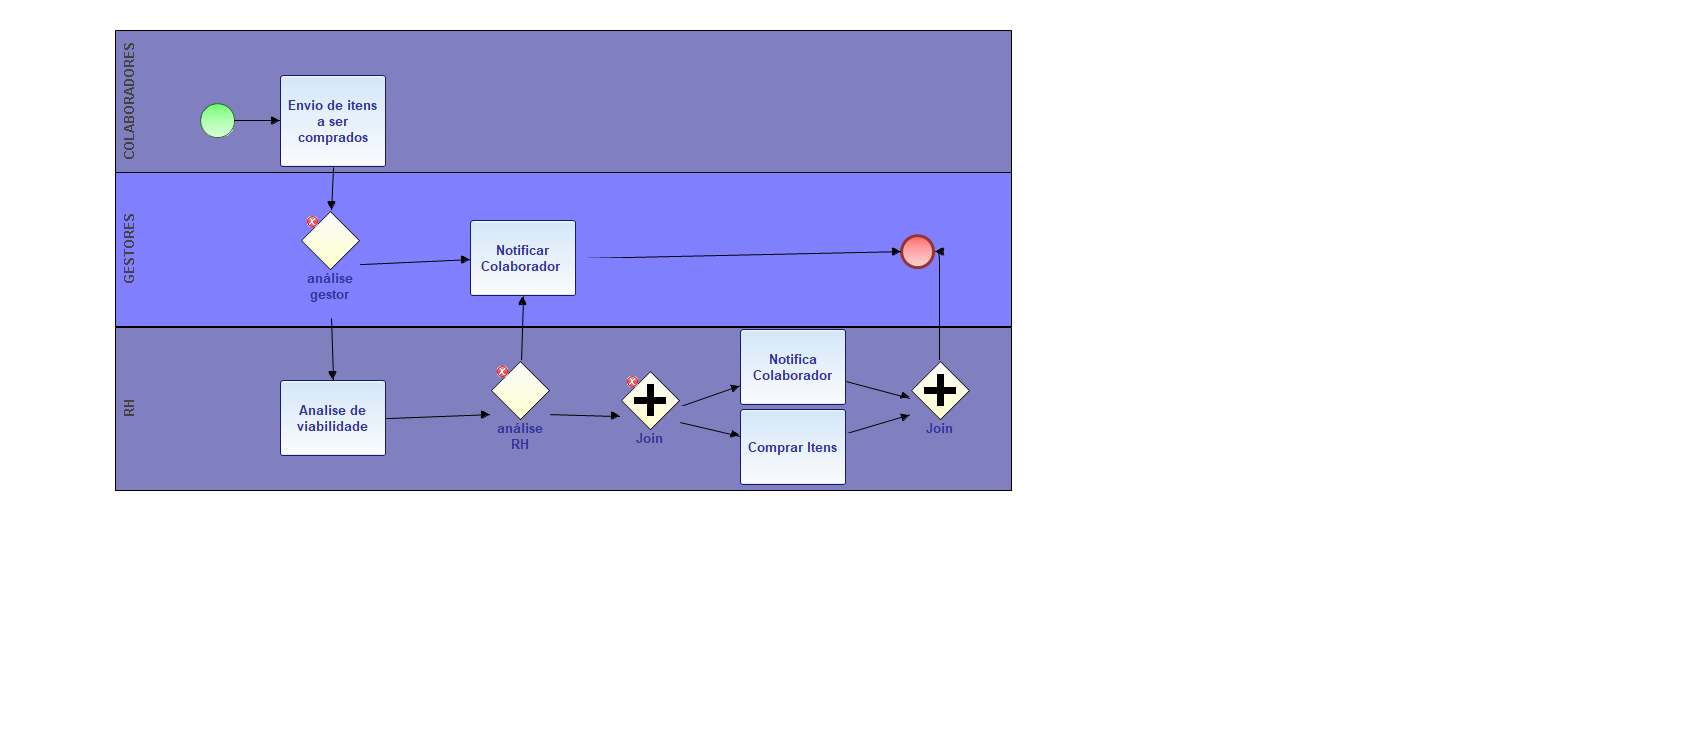 COLABORADORES
Envio de itens
a ser
comprados
GESTORES
x
análise
gestor
Notificar
Colaborador
RH
Analise de
viabilidade
x
análise
RH
x
Join
Notifica
Colaborador
Comprar Itens
Join